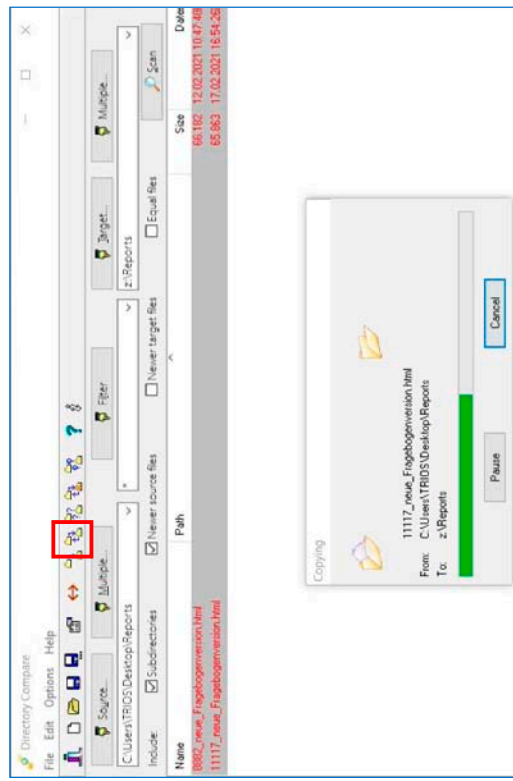 Directory Compare
File Edit Options Help
Source... Multiple... Filter Target... Multiple...
C:\Users\TRIOS\Desktop\Reports * z:\Reports
Include: Subdirectories Newer source files Newer target files Equal files Scan
Name Path Size Date
8882_neue_Fragebogenversion.html 66.182 12.02.2021 10:47:48
11117_neue_Fragebogenversion.html 65.863 17.02.2021 16:54:26
Copying
11117_neue_Fragebogenversion.html
From: C:\Users\TRIOS\Desktop\Reports
To: z:\Reports
Pause Cancel